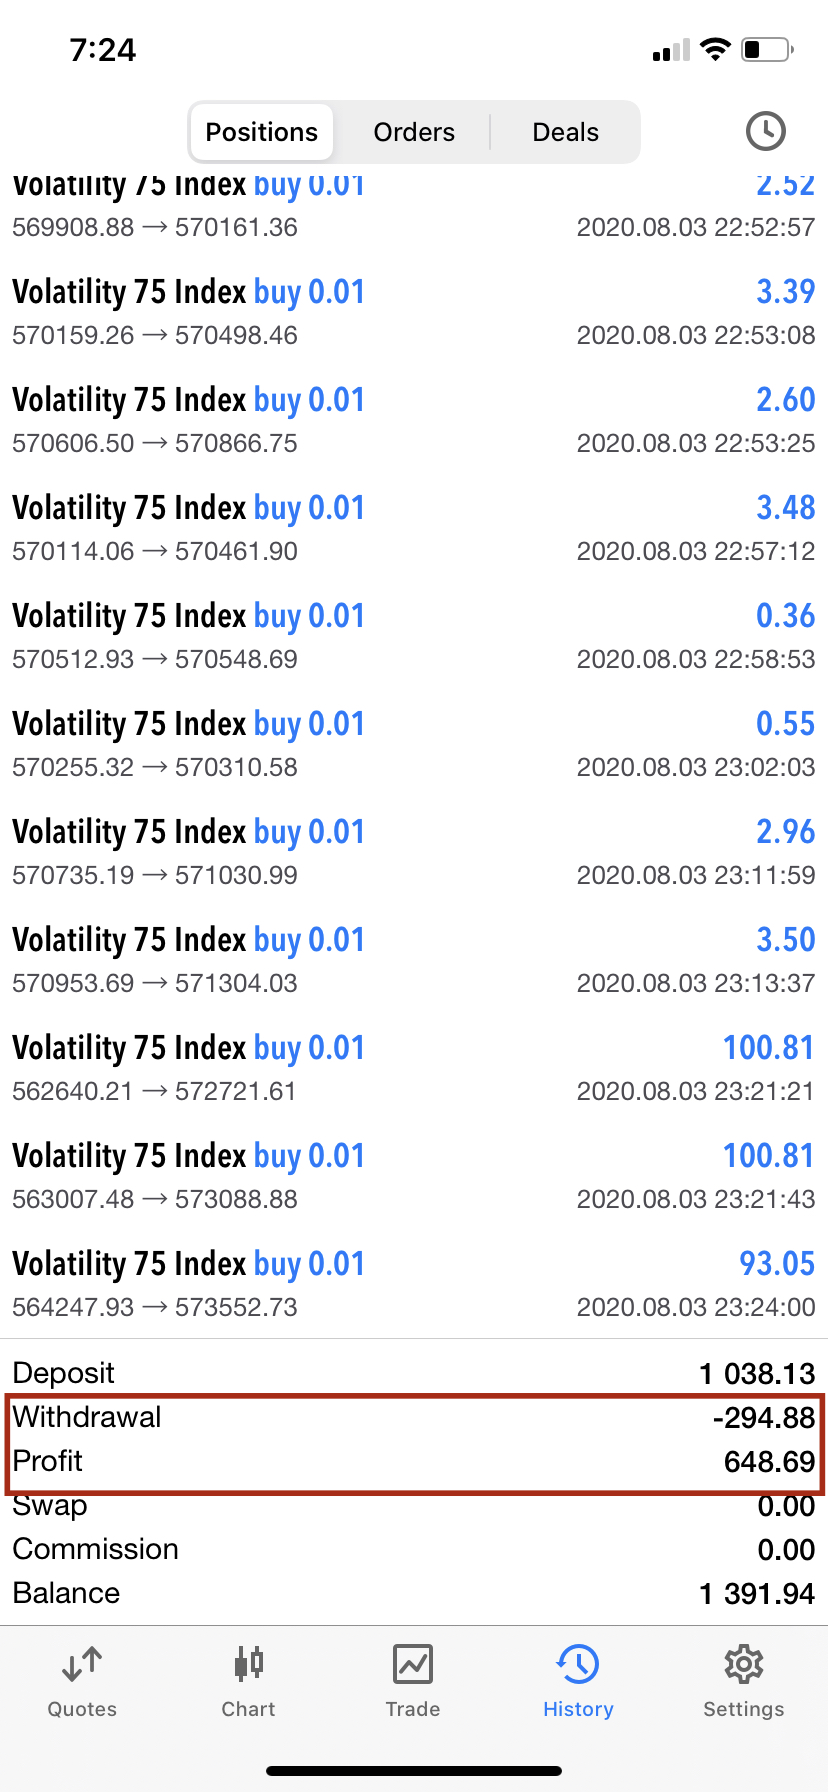 7:24
Positions Orders Deals
Volatility 75 Index buy 0.01 2.52
569908.88 → 570161.36 2020.08.03 22:52:57
Volatility 75 Index buy 0.01 3.39
570159.26 → 570498.46 2020.08.03 22:53:08
Volatility 75 Index buy 0.01 2.60
570606.50 → 570866.75 2020.08.03 22:53:25
Volatility 75 Index buy 0.01 3.48
570114.06 → 570461.90 2020.08.03 22:57:12
Volatility 75 Index buy 0.01 0.36
570512.93 → 570548.69 2020.08.03 22:58:53
Volatility 75 Index buy 0.01 0.55
570255.32 → 570310.58 2020.08.03 23:02:03
Volatility 75 Index buy 0.01 2.96
570735.19 → 571030.99 2020.08.03 23:11:59
Volatility 75 Index buy 0.01 3.50
570953.69 → 571304.03 2020.08.03 23:13:37
Volatility 75 Index buy 0.01 100.81
562640.21 → 572721.61 2020.08.03 23:21:21
Volatility 75 Index buy 0.01 100.81
563007.48 → 573088.88 2020.08.03 23:21:43
Volatility 75 Index buy 0.01 93.05
564247.93 → 573552.73 2020.08.03 23:24:00
Deposit 1 038.13
Withdrawal -294.88
Profit 648.69
Swap 0.00
Commission 0.00
Balance 1 391.94
Quotes Chart Trade History Settings